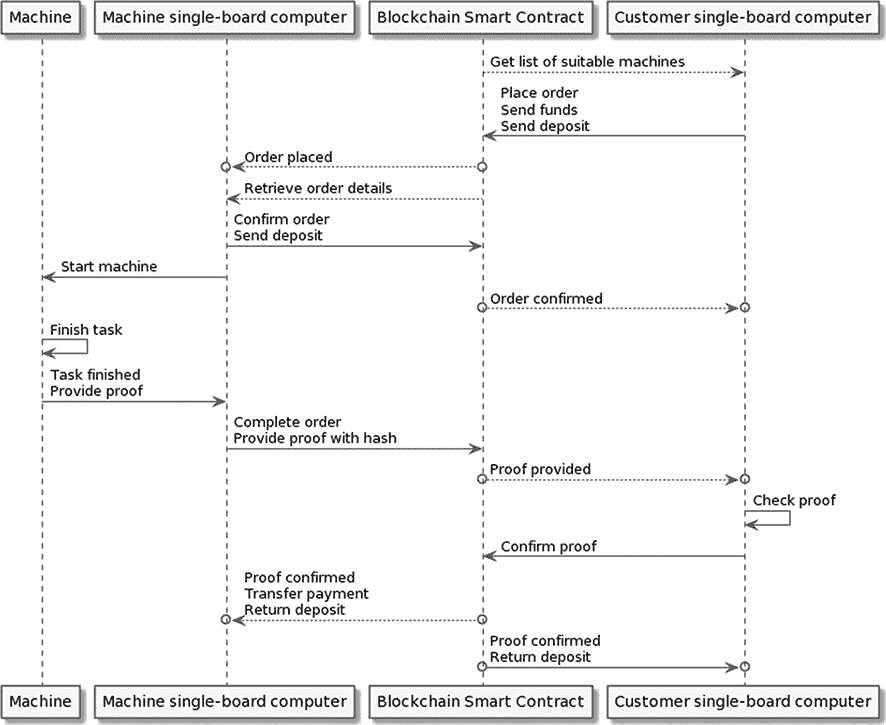 Machine
Machine single-board computer
Blockchain Smart Contract
Customer single-board computer
Get list of suitable machines
Place order
Send funds
Send deposit
Order placed
Retrieve order details
Confirm order
Send deposit
Start machine
Order confirmed
Finish task
Task finished
Provide proof
Complete order
Provide proof with hash
Proof provided
Check proof
Confirm proof
Proof confirmed
Transfer payment
Return deposit
Proof confirmed
Return deposit
Machine
Machine single-board computer
Blockchain Smart Contract
Customer single-board computer